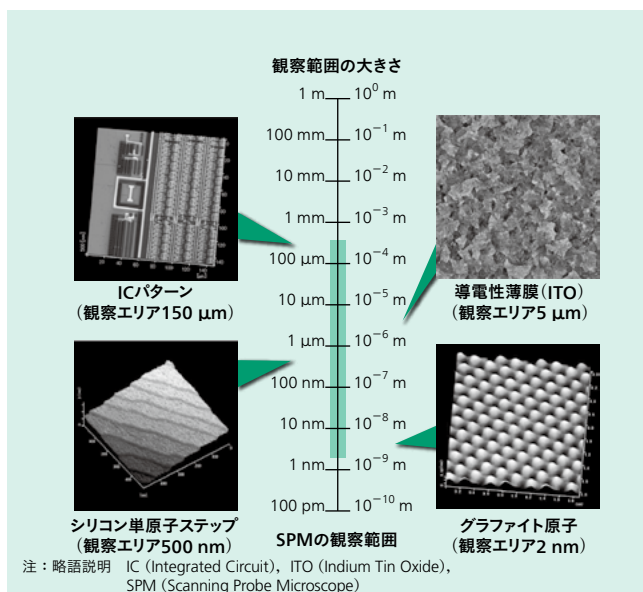 観察範囲の大きさ
1 m 10⁰ m
100 mm 10⁻¹ m
10 mm 10⁻² m
1 mm 10⁻³ m
100 μm 10⁻⁴ m
10 μm 10⁻⁵ m
1 μm 10⁻⁶ m
100 nm 10⁻⁷ m
10 nm 10⁻⁸ m
1 nm 10⁻⁹ m
100 pm 10⁻¹⁰ m
SPMの観察範囲
ICパターン
(観察エリア150 μm)
導電性薄膜(ITO)
(観察エリア5 μm)
シリコン単原子ステップ
(観察エリア500 nm)
グラファイト原子
(観察エリア2 nm)
注:略語説明 IC(Integrated Circuit),ITO(Indium Tin Oxide),
SPM(Scanning Probe Microscope)